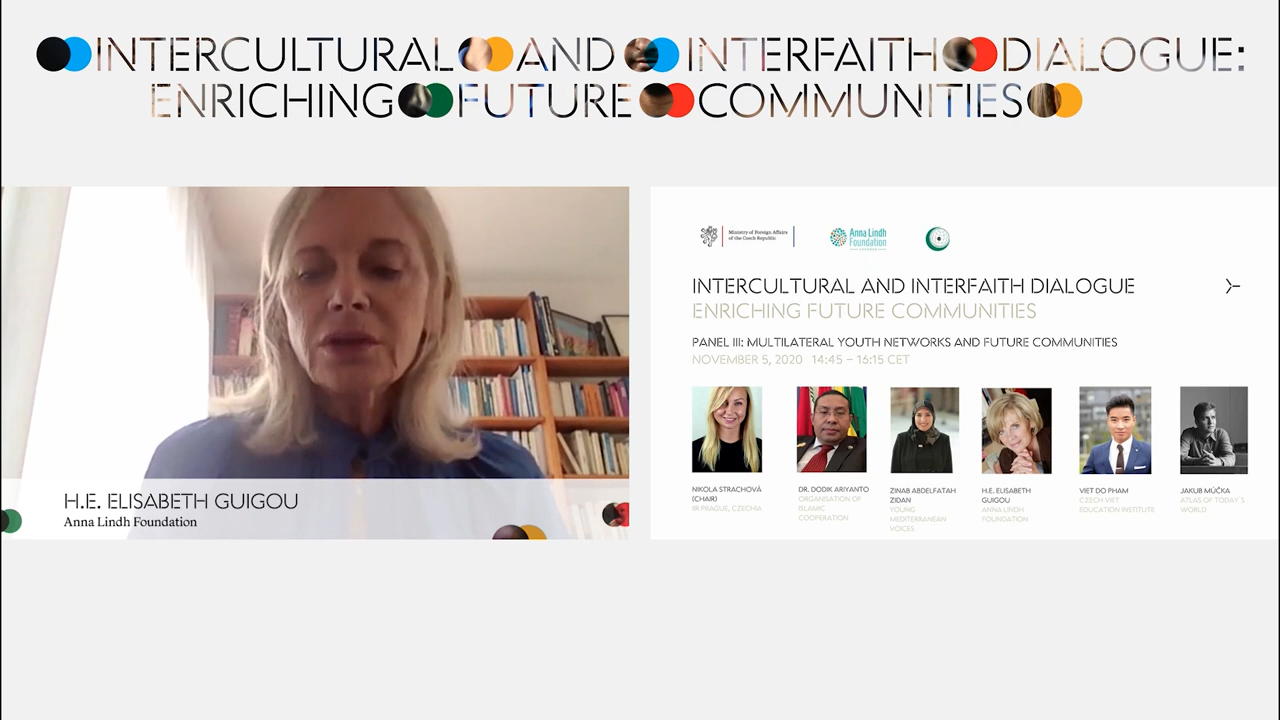 INTERCULTURAL AND INTERFAITH DIALOGUE:
ENRICHING FUTURE COMMUNITIES
H.E. ELISABETH GUIGOU
Anna Lindh Foundation
Ministry of Foreign Affairs
of the Czech Republic
Anna Lindh
Foundation
INTERCULTURAL AND INTERFAITH DIALOGUE
ENRICHING FUTURE COMMUNITIES
PANEL III: MULTILATERAL YOUTH NETWORKS AND FUTURE COMMUNITIES
NOVEMBER 5, 2020 14:45 – 16:15 CET
NIKOLA STRACHOVÁ
(CHAIR)
IIR PRAGUE, CZECHIA
DR. DODIK ARIYANTO
ORGANISATION OF
ISLAMIC
COOPERATION
ZINAB ABDELFATAH
ZIDAN
YOUNG
MEDITERRANEAN
VOICES
H.E. ELISABETH
GUIGOU
ANNA LINDH
FOUNDATION
VIET DO PHAM
CZECH VIET
EDUCATION INSTITUTE
JAKUB MÚČKA
ATLAS OF TODAY´S
WORLD